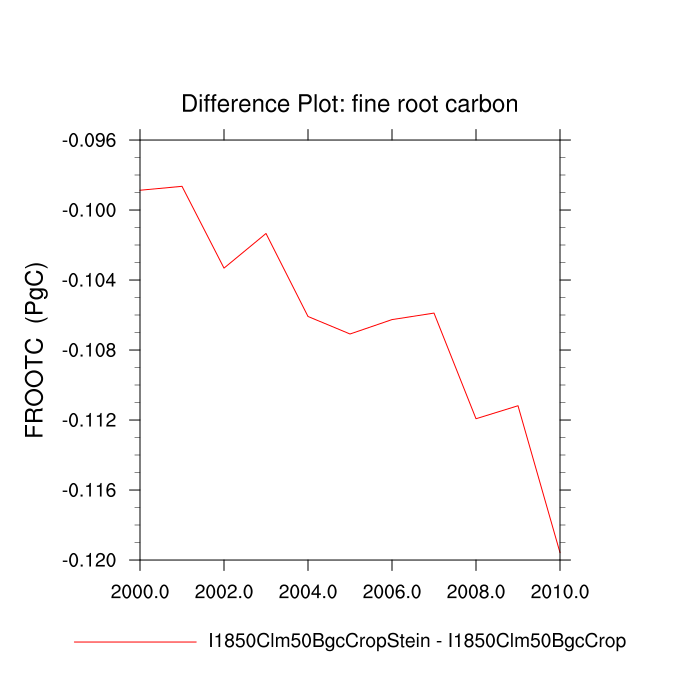 Difference Plot: fine root carbon
-0.096
-0.100
-0.104
-0.108
-0.112
-0.116
-0.120
FROOTC (PgC)
2000.0 2002.0 2004.0 2006.0 2008.0 2010.0
I1850Clm50BgcCropStein - I1850Clm50BgcCrop